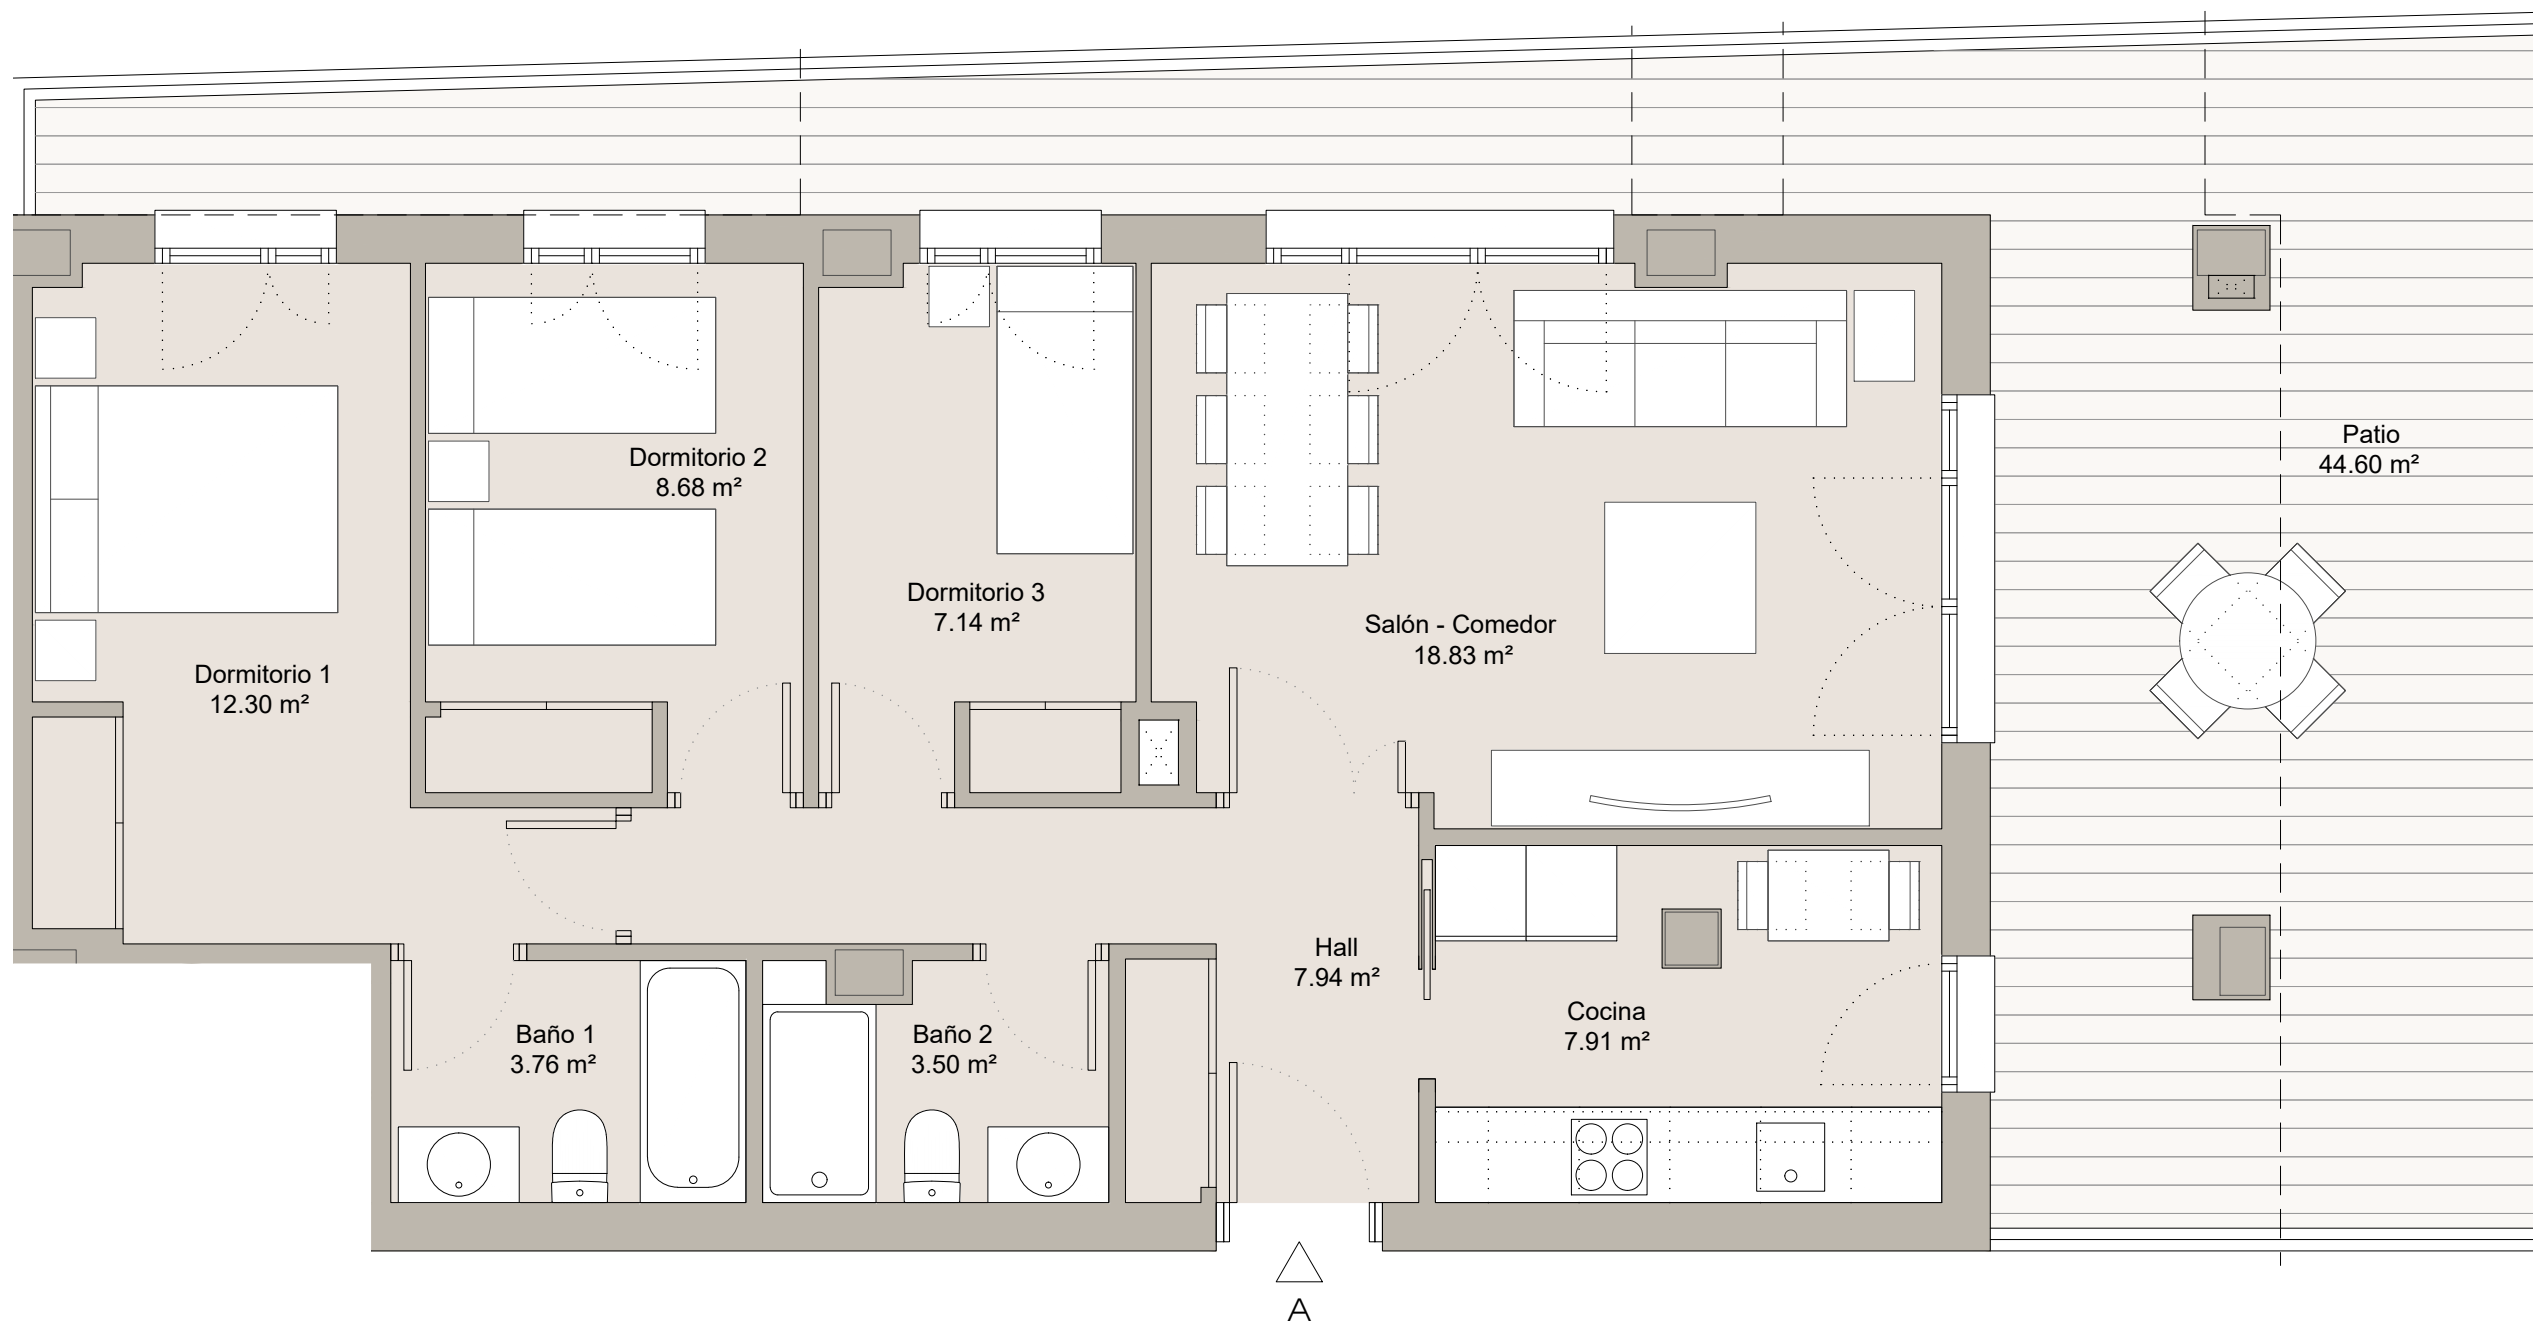 Patio
44.60 m²
Dormitorio 2
8.68 m²
Dormitorio 3
7.14 m²
Salón - Comedor
18.83 m²
Dormitorio 1
12.30 m²
Hall
7.94 m²
Cocina
7.91 m²
Baño 1
3.76 m²
Baño 2
3.50 m²
A